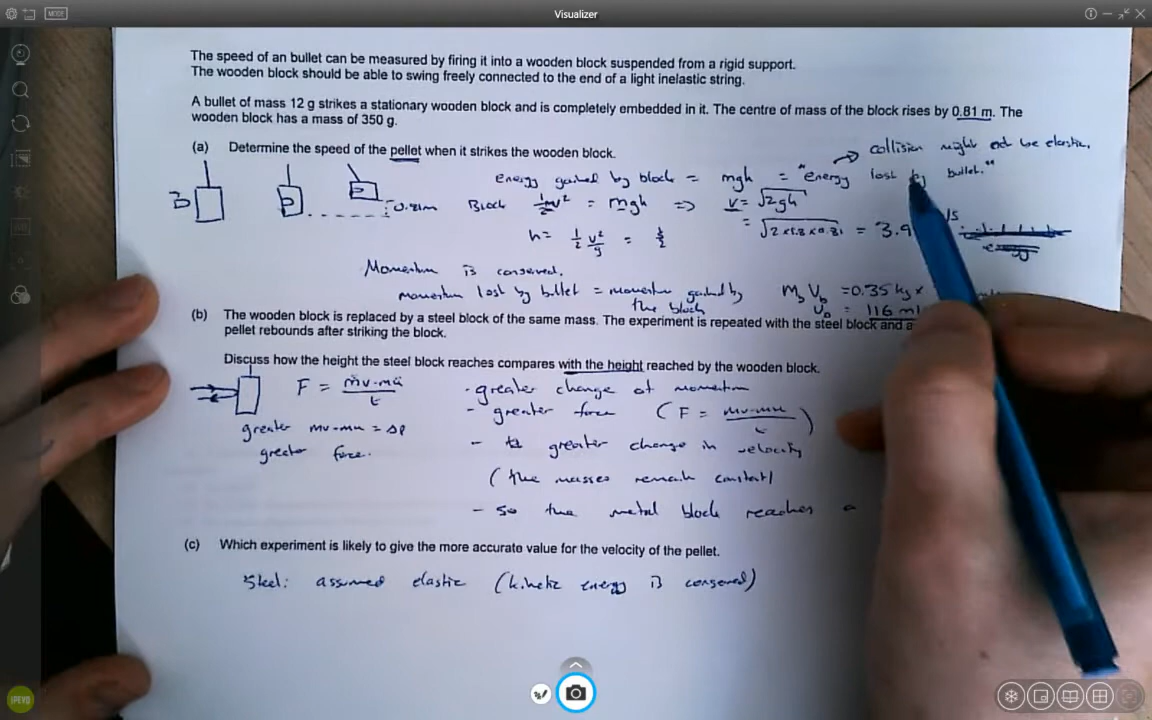 MODE
Visualizer
The speed of an bullet can be measured by firing it into a wooden block suspended from a rigid support.
The wooden block should be able to swing freely connected to the end of a light inelastic string.
A bullet of mass 12 g strikes a stationary wooden block and is completely embedded in it. The centre of mass of the block rises by 0.81 m. The
wooden block has a mass of 350 g.
(a) Determine the speed of the pellet when it strikes the wooden block.
collision might not be elastic.
energy gained by block = mgh = "energy lost by bullet."
0.81m Block ½mv² = mgh => v = √2gh
h = ½ v²/g = = √2 × 9.8 × 0.81 = 3.9
Momentum is conserved.
momentum lost by bullet = momentum gained by the block
m_b v_b = 0.35 kg ×
= 116 m
(b) The wooden block is replaced by a steel block of the same mass. The experiment is repeated with the steel block and a
pellet rebounds after striking the block.
Discuss how the height the steel block reaches compares with the height reached by the wooden block.
F = mv-mu/t
greater mv-mu = Δp
greater force.
- greater change of momentum
- greater force (F = mv-mu/t)
- greater change in velocity
(the masses remain constant)
- so the metal block reaches a
(c) Which experiment is likely to give the more accurate value for the velocity of the pellet.
Steel: assumed elastic (kinetic energy is conserved)
IPEVO